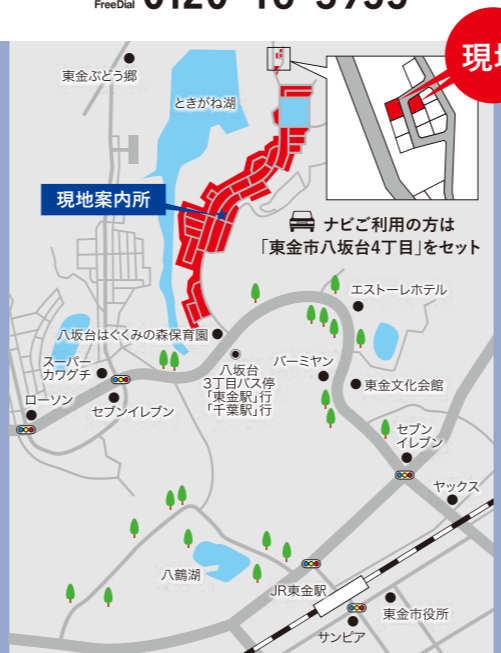 FreeDial
東金ぶどう郷
ときがね湖
現地
現地案内所
ナビご利用の方は
「東金市八坂台4丁目」をセット
エストーレホテル
八坂台はぐくみの森保育園
スーパー
カワグチ
八坂台
3丁目バス停
「東金駅」行
「千葉駅」行
バーミヤン
東金文化会館
ローソン
セブンイレブン
セブン
イレブン
ヤックス
八鶴湖
JR東金駅
東金市役所
サンピア